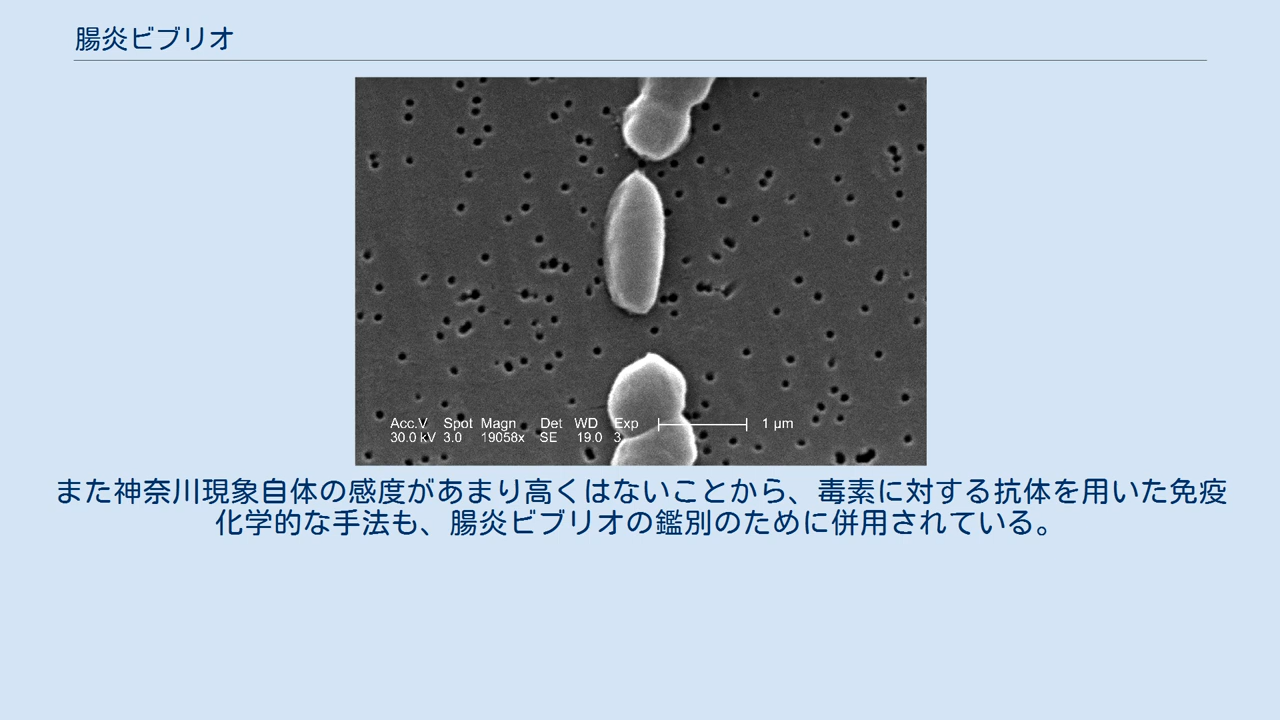 腸炎ビブリオ
Acc.V Spot Magn Det WD Exp 1 µm
30.0 kV 3.0 19058x SE 19.0 3
また神奈川現象自体の感度があまり高くはないことから、毒素に対する抗体を用いた免疫
化学的な手法も、腸炎ビブリオの鑑別のために併用されている。